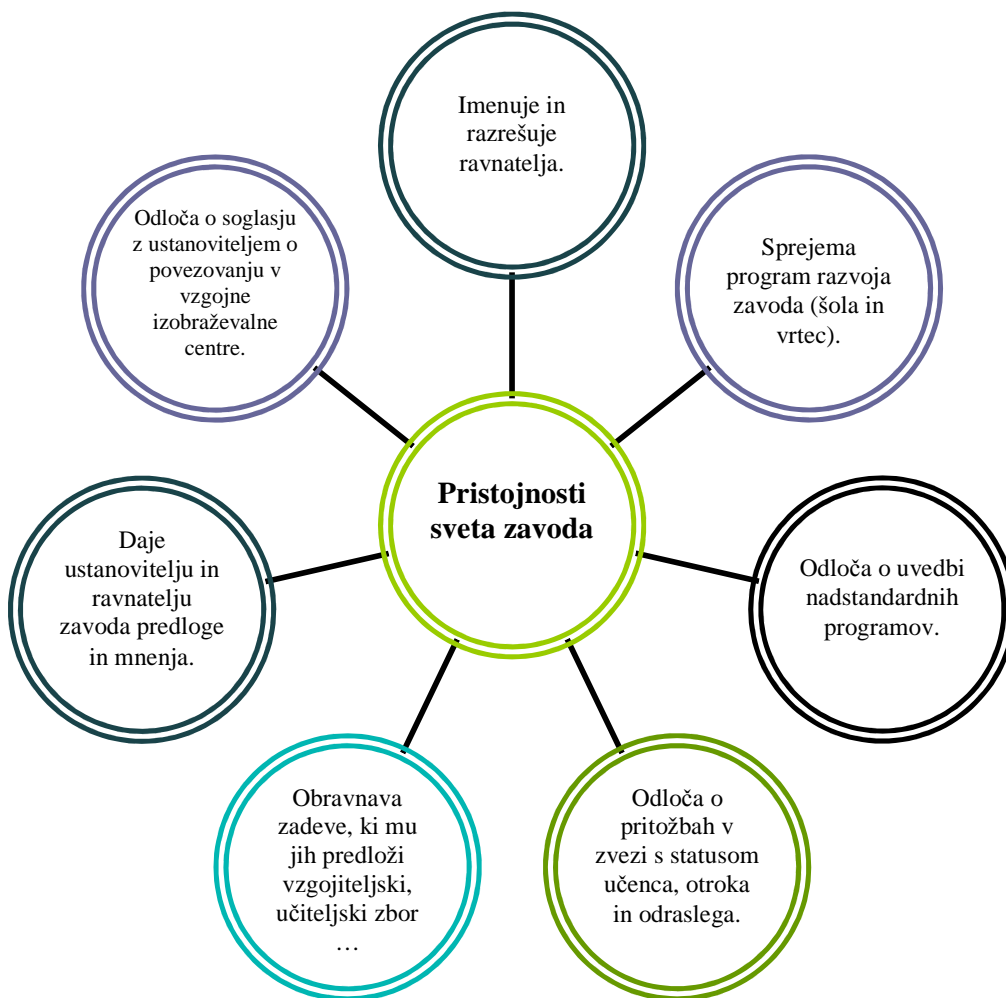 Imenuje in
razrešuje
ravnatelja.
Odloča o soglasju
z ustanoviteljem o
povezovanju v
vzgojne
izobraževalne
centre.
Sprejema
program razvoja
zavoda (šola in
vrtec).
Pristojnosti
sveta zavoda
Daje
ustanovitelju in
ravnatelju
zavoda predloge
in mnenja.
Odloča o uvedbi
nadstandardnih
programov.
Obravnava
zadeve, ki mu
jih predloži
vzgojiteljski,
učiteljski zbor
…
Odloča o
pritožbah v
zvezi s statusom
učenca, otroka
in odraslega.